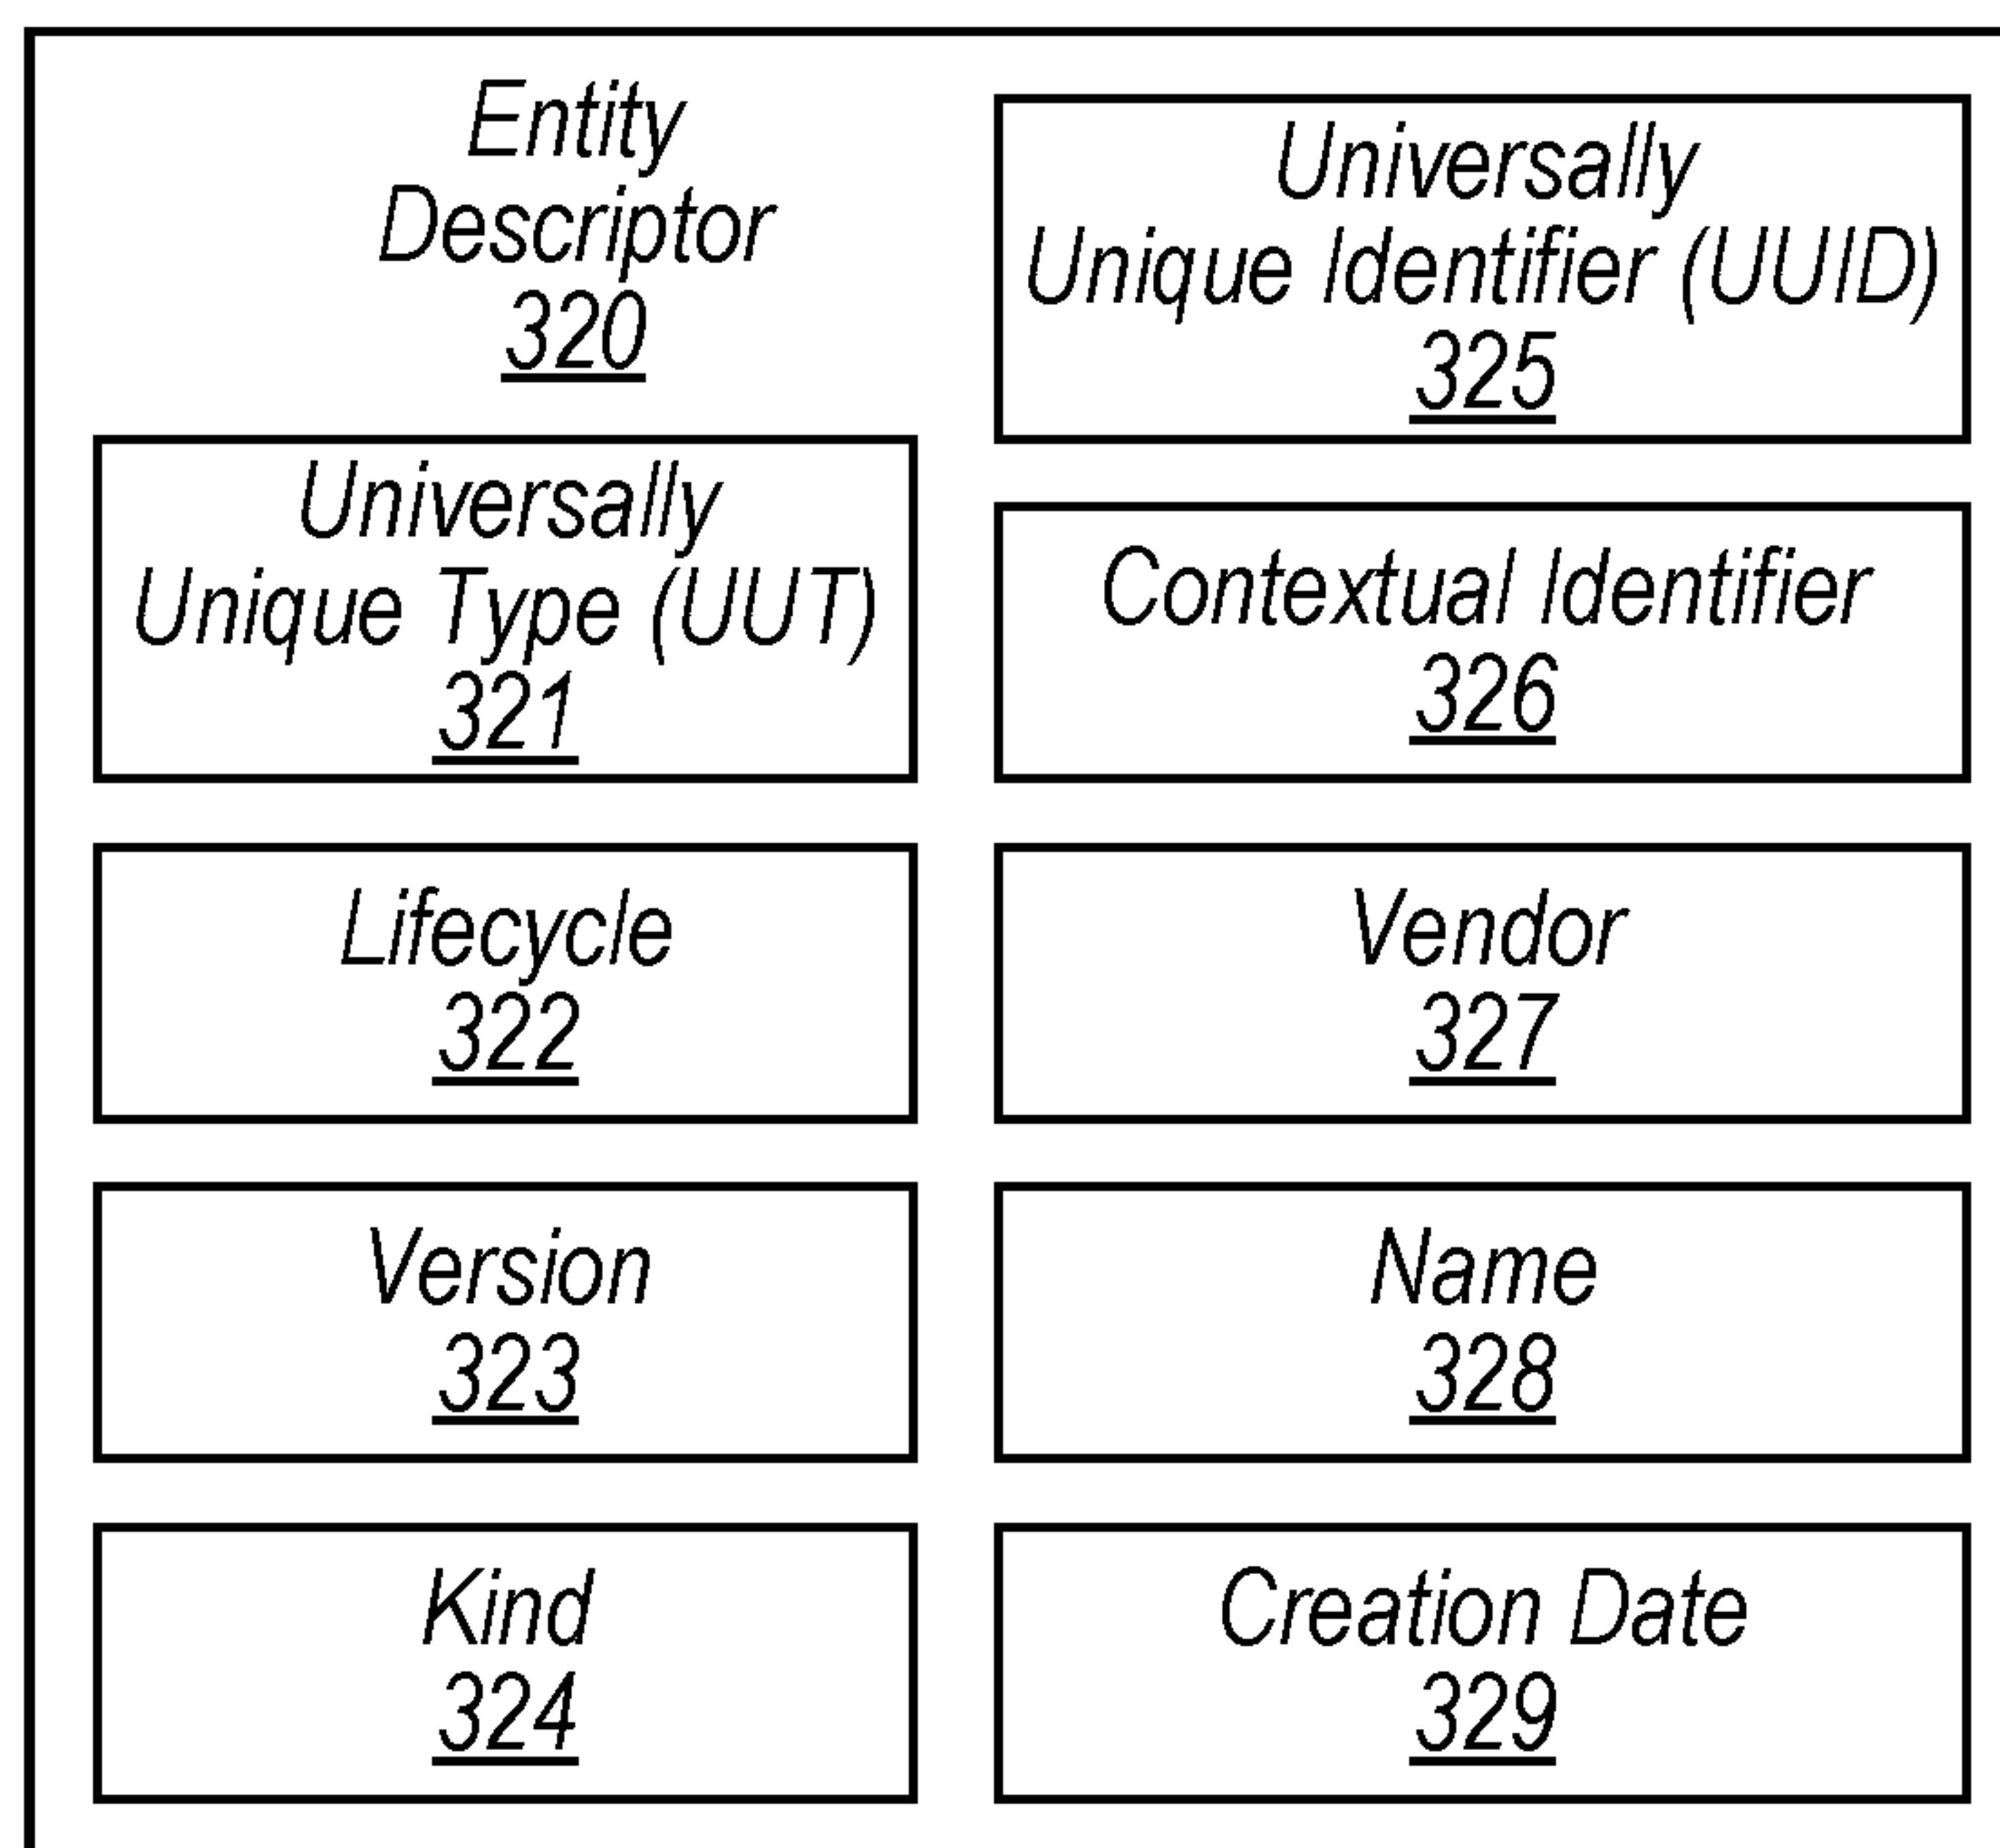 Entity
Descriptor
320
Universally
Unique Type (UUT)
321
Lifecycle
322
Version
323
Kind
324
Universally
Unique Identifier (UUID)
325
Contextual Identifier
326
Vendor
327
Name
328
Creation Date
329